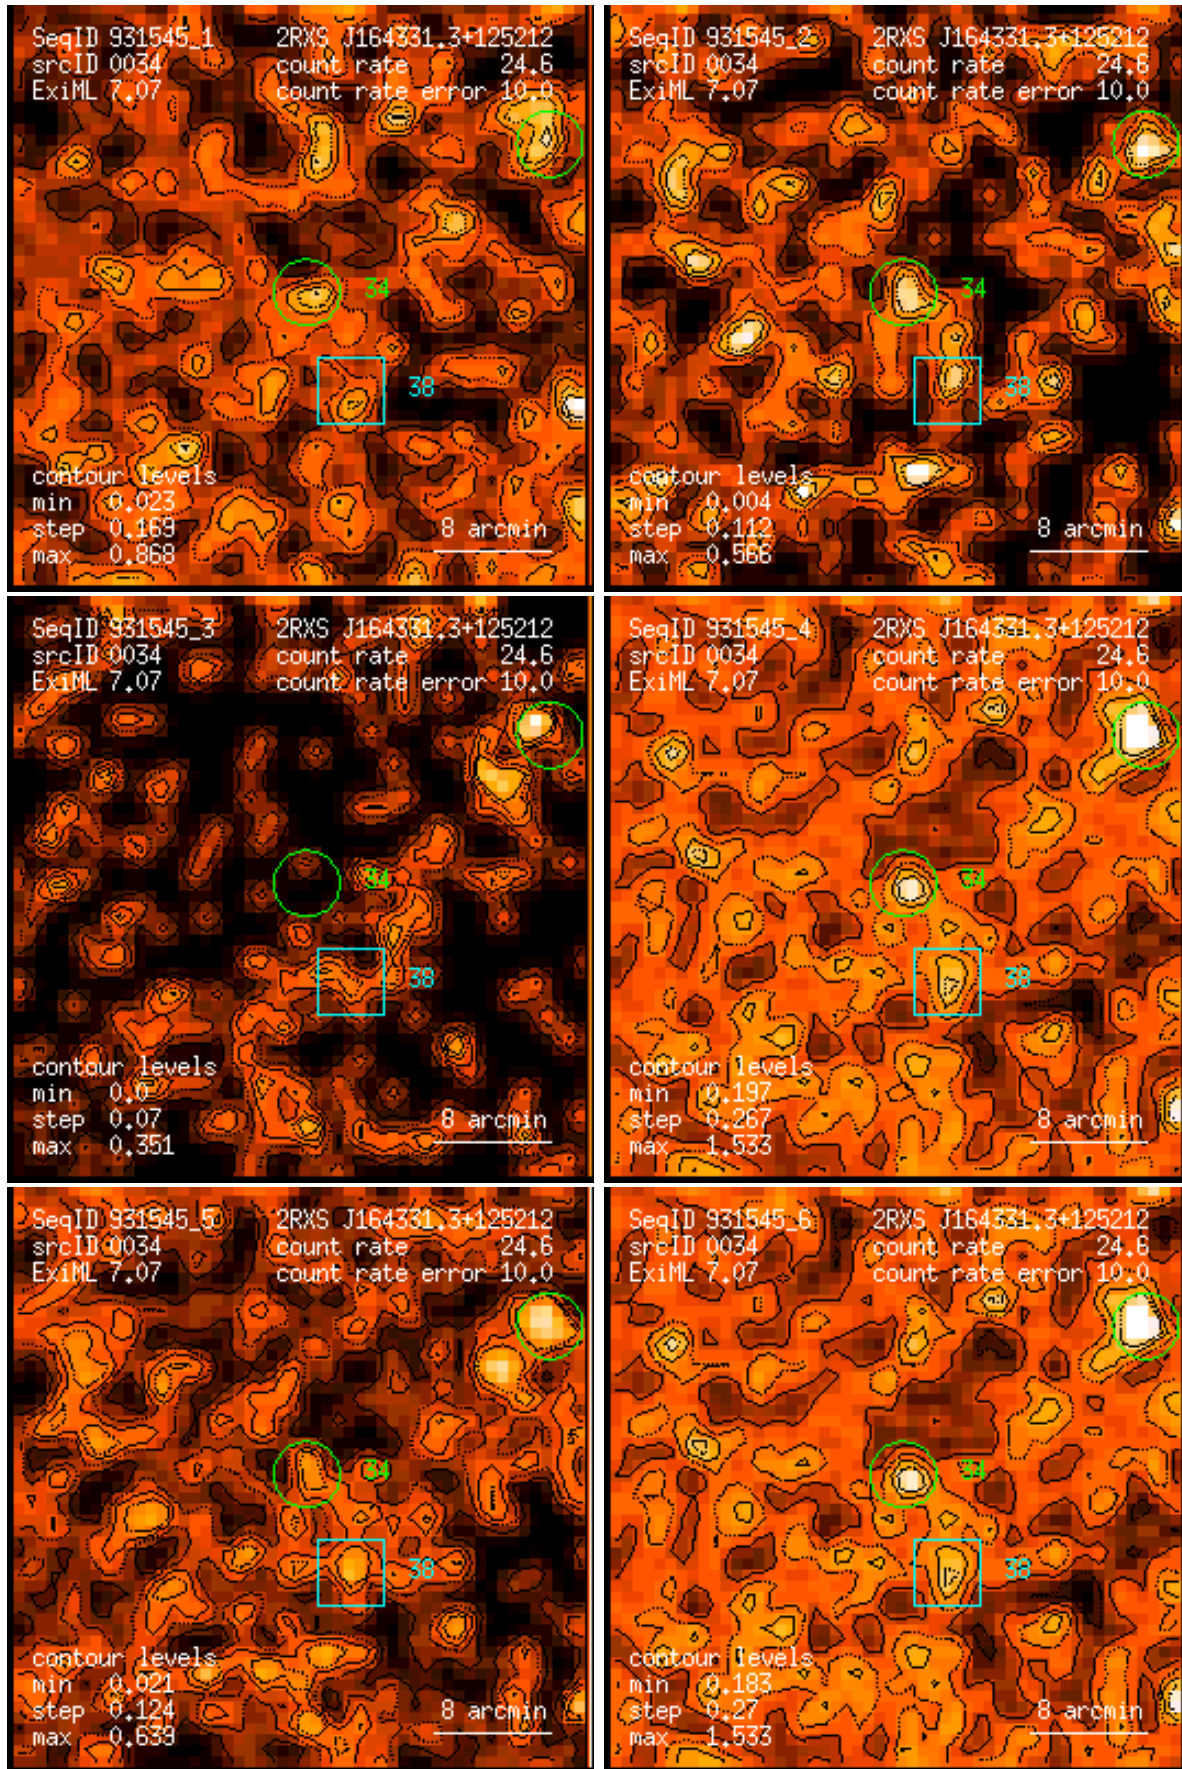 SeqID 931545_1 2RXS J164331.3+125212
srcID 0034 count rate 24.6
ExiML 7.07 count rate error 10.0
34
38
contour levels
min 0.023
step 0.169 8 arcmin
max 0.868
SeqID 931545_2 2RXS J164331.3+125212
srcID 0034 count rate 24.6
ExiML 7.07 count rate error 10.0
34
38
contour levels
min 0.004
step 0.112 8 arcmin
max 0.566
SeqID 931545_3 2RXS J164331.3+125212
srcID 0034 count rate 24.6
ExiML 7.07 count rate error 10.0
34
38
contour levels
min 0.0
step 0.07 8 arcmin
max 0.351
SeqID 931545_4 2RXS J164331.3+125212
srcID 0034 count rate 24.6
ExiML 7.07 count rate error 10.0
34
38
contour levels
min 0.197
step 0.267 8 arcmin
max 1.533
SeqID 931545_5 2RXS J164331.3+125212
srcID 0034 count rate 24.6
ExiML 7.07 count rate error 10.0
34
38
contour levels
min 0.021
step 0.124 8 arcmin
max 0.639
SeqID 931545_6 2RXS J164331.3+125212
srcID 0034 count rate 24.6
ExiML 7.07 count rate error 10.0
34
38
contour levels
min 0.183
step 0.27 8 arcmin
max 1.533